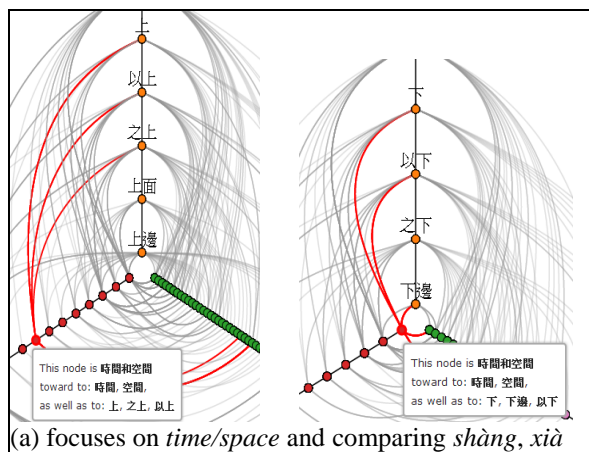 上
以上
之上
上面
上邊
This node is 時間和空間
toward to: 時間, 空間,
as well as to: 上, 之上, 以上
下
以下
之下
下邊
This node is 時間和空間
toward to: 時間, 空間,
as well as to: 下, 下邊, 以下
(a) focuses on time/space and comparing shàng, xià